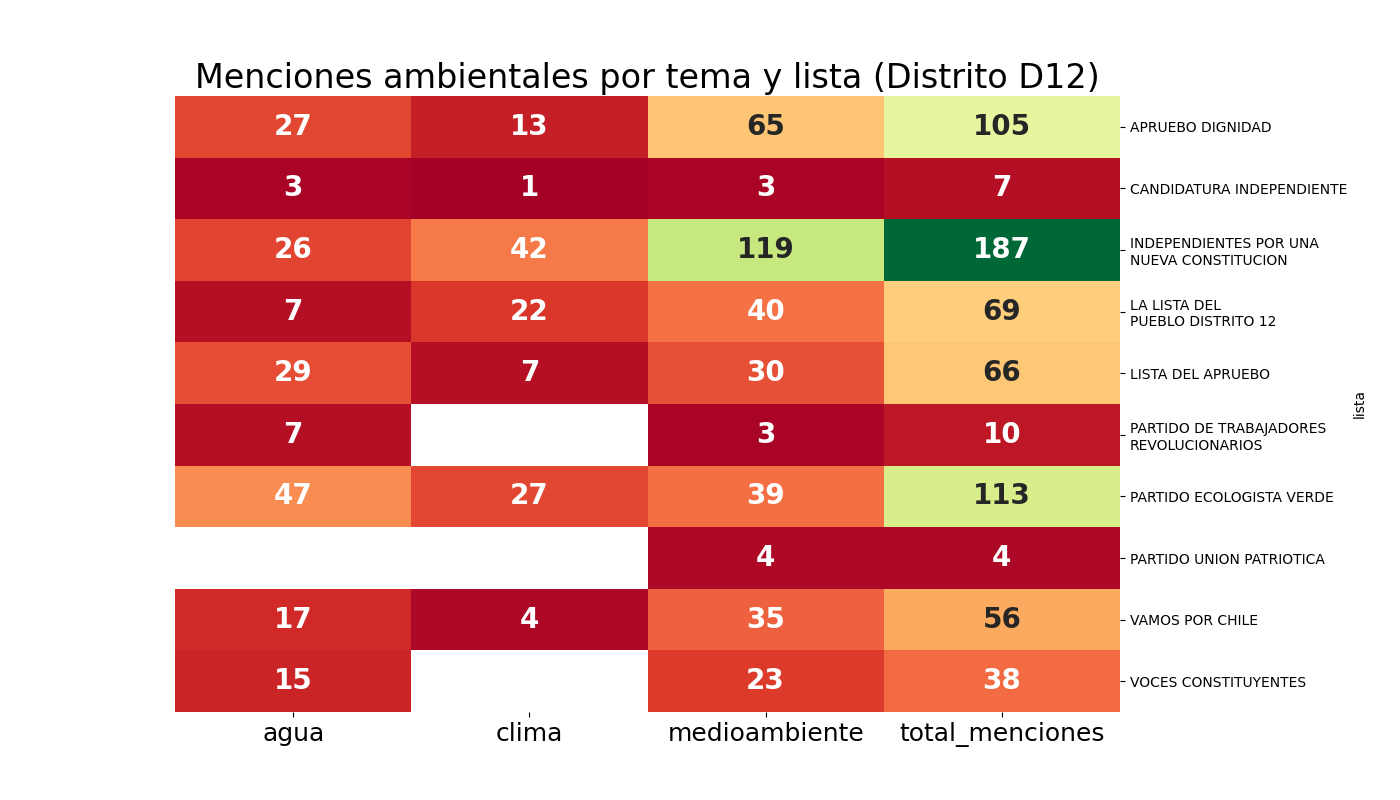 Menciones ambientales por tema y lista (Distrito D12)
27 13 65 105 APRUEBO DIGNIDAD
3 1 3 7 CANDIDATURA INDEPENDIENTE
26 42 119 187 INDEPENDIENTES POR UNA
NUEVA CONSTITUCION
7 22 40 69 LA LISTA DEL
PUEBLO DISTRITO 12
29 7 30 66 LISTA DEL APRUEBO
7 3 10 PARTIDO DE TRABAJADORES
REVOLUCIONARIOS
47 27 39 113 PARTIDO ECOLOGISTA VERDE
4 4 PARTIDO UNION PATRIOTICA
17 4 35 56 VAMOS POR CHILE
15 23 38 VOCES CONSTITUYENTES
lista
agua clima medioambiente total_menciones